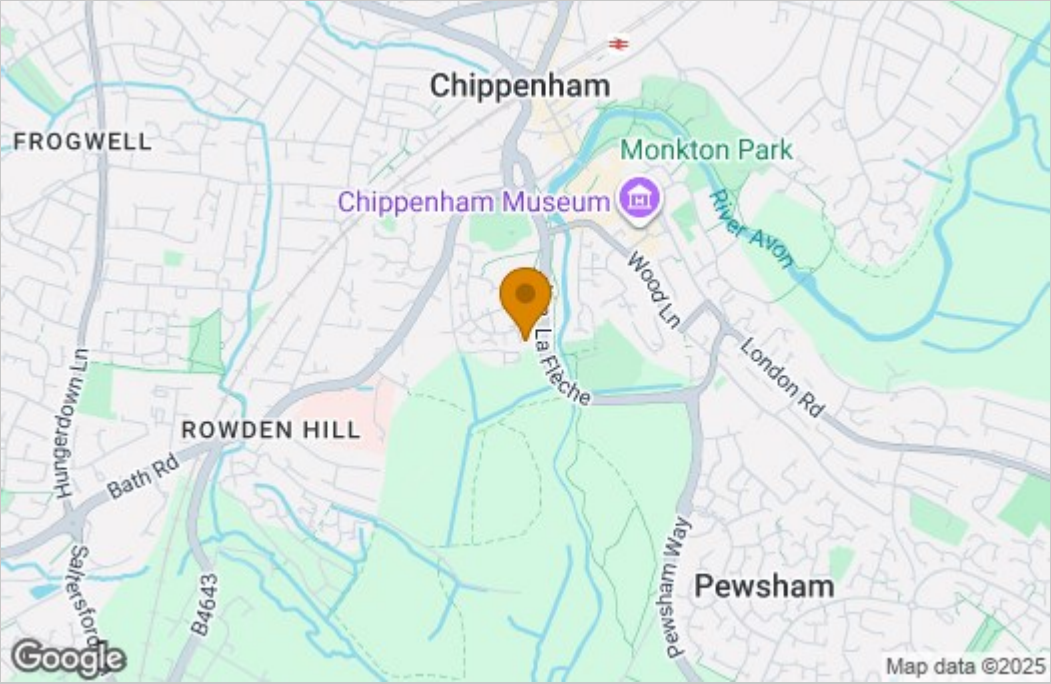 Chippenham
FROGWELL
Monkton Park
Chippenham Museum
River Avon
Wood Ln
La Flèche
London Rd
Hungerdown Ln
ROWDEN HILL
Bath Rd
Pewsham Way
Pewsham
B4643
Google
Map data ©2025